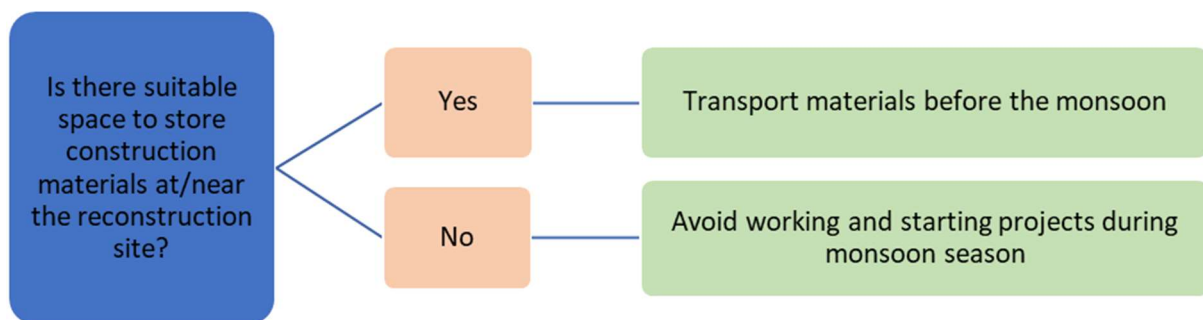 Is there suitable
space to store
construction
materials at/near
the reconstruction
site?
Yes
Transport materials before the monsoon
No
Avoid working and starting projects during
monsoon season